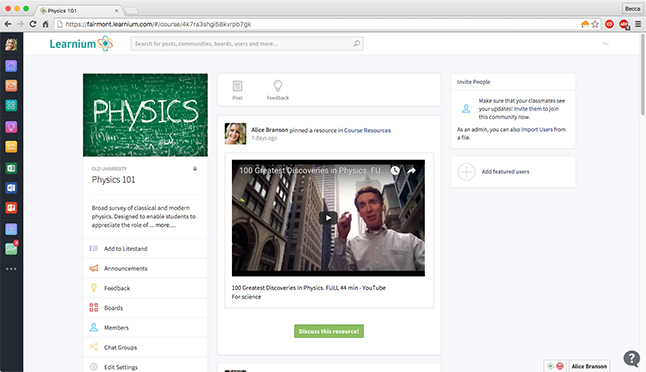 Physics 101
Becca
https://fairmont.learnium.com/#/course/4k7ra3shgi58kvrpb7gk
ABP
Learnium
Search for posts, communities, boards, users and more...
PHYSICS
OLD UNIVERSITY
Physics 101
Broad survey of classical and modern
physics. Designed to enable students to
appreciate the role of ... more....
Add to Litestand
Announcements
Feedback
Boards
Members
Chat Groups
Edit Settings
Post
Feedback
Alice Branson pinned a resource in Course Resources
7 days ago
100 Greatest Discoveries in Physics. FU
100 Greatest Discoveries in Physics. FULL 44 min - YouTube
For science
Discuss this resource!
Invite People
Make sure that your classmates see
your updates! Invite them to join
this community now.
As an admin, you can also Import Users from
a file.
Add featured users
?
Alice Branson